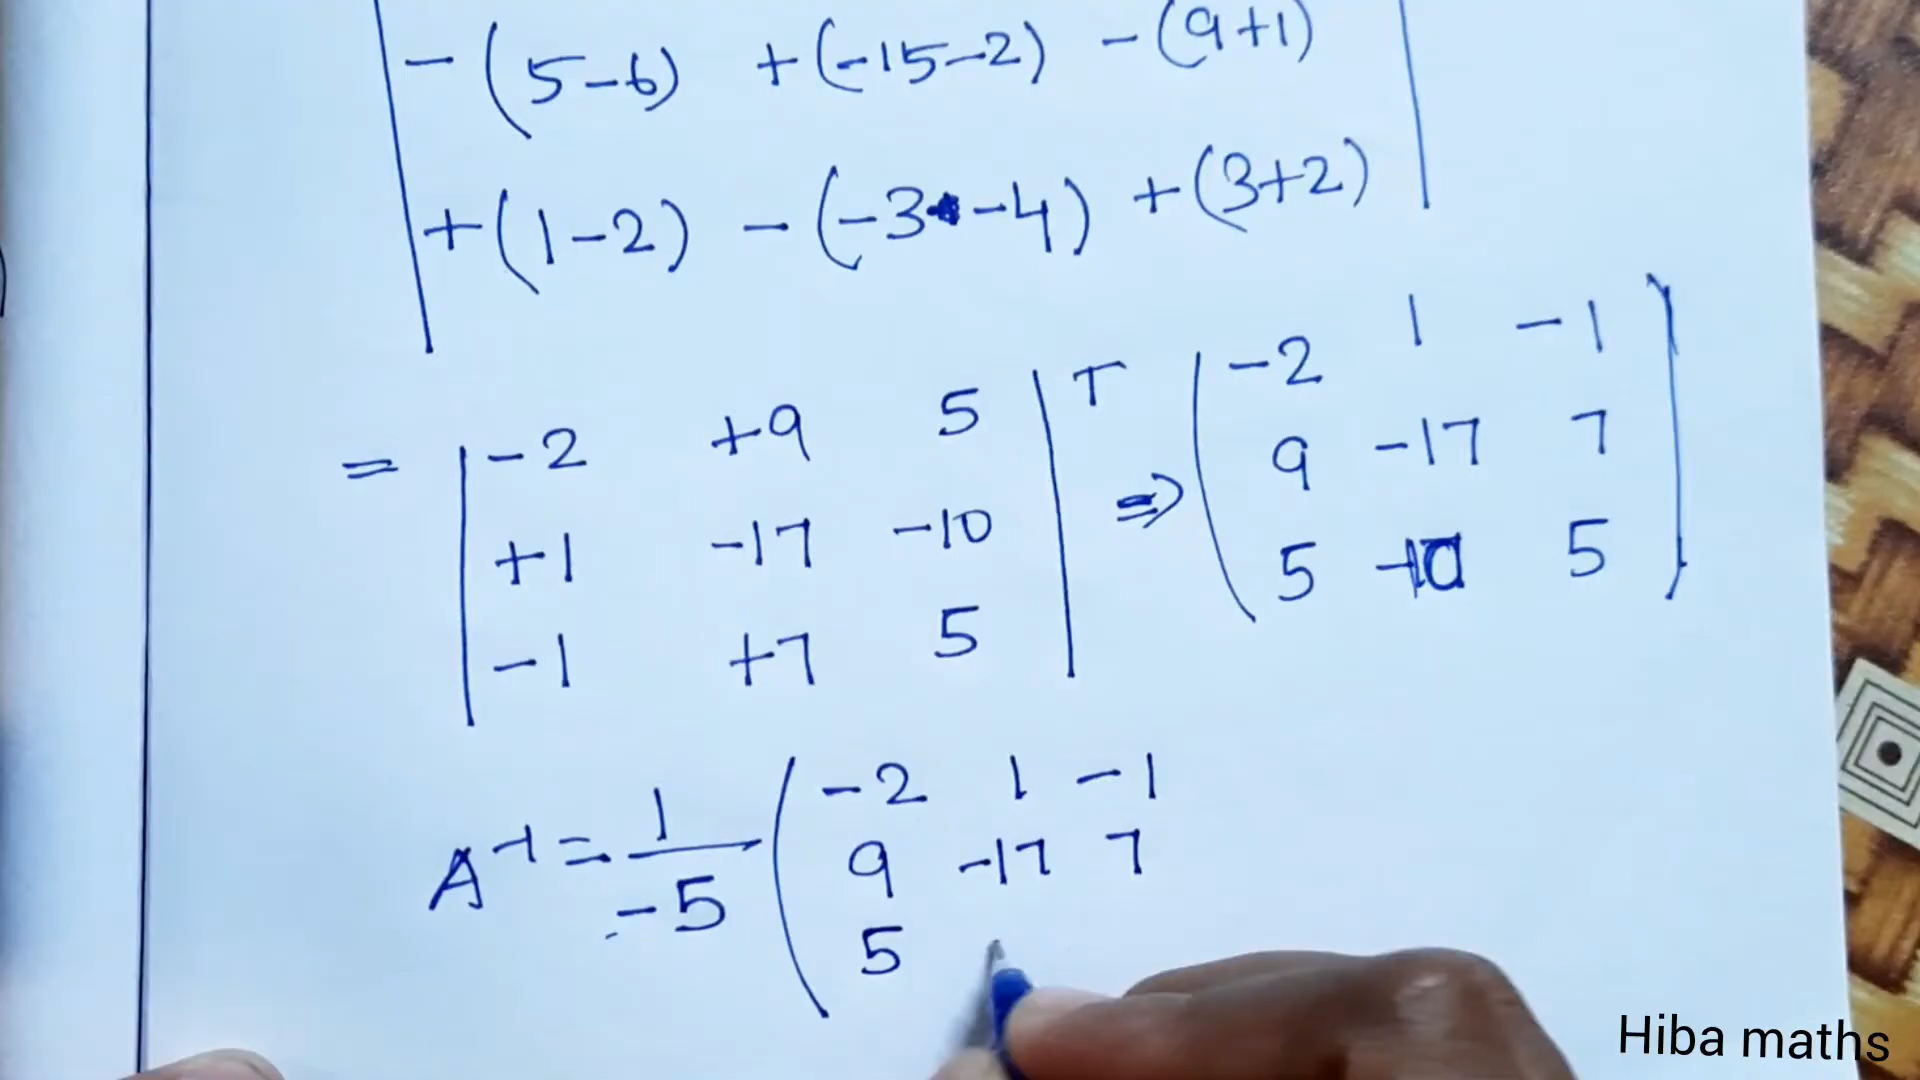 -(5-6) +(-15-2) -(9+1)
+(1-2) -(-3 -4) +(3+2)
= | -2 +9 5 | T ⇒ ( -2 1 -1 )
| +1 -17 -10 | ( 9 -17 7 )
| -1 +7 5 | ( 5 -10 5 )
A⁻¹ = 1/-5 ( -2 1 -1
9 -17 7
5
Hiba maths